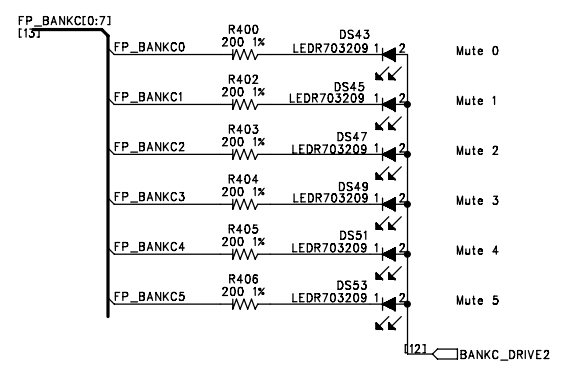 FP_BANKC[0:7]
[13]
R400
200 1%
DS43
FP_BANKC0
LEDR703209 1 2
Mute 0
R402
200 1%
DS45
FP_BANKC1
LEDR703209 1 2
Mute 1
R403
200 1%
DS47
FP_BANKC2
LEDR703209 1 2
Mute 2
R404
200 1%
DS49
FP_BANKC3
LEDR703209 1 2
Mute 3
R405
200 1%
DS51
FP_BANKC4
LEDR703209 1 2
Mute 4
R406
200 1%
DS53
FP_BANKC5
LEDR703209 1 2
Mute 5
[12]
BANKC_DRIVE2